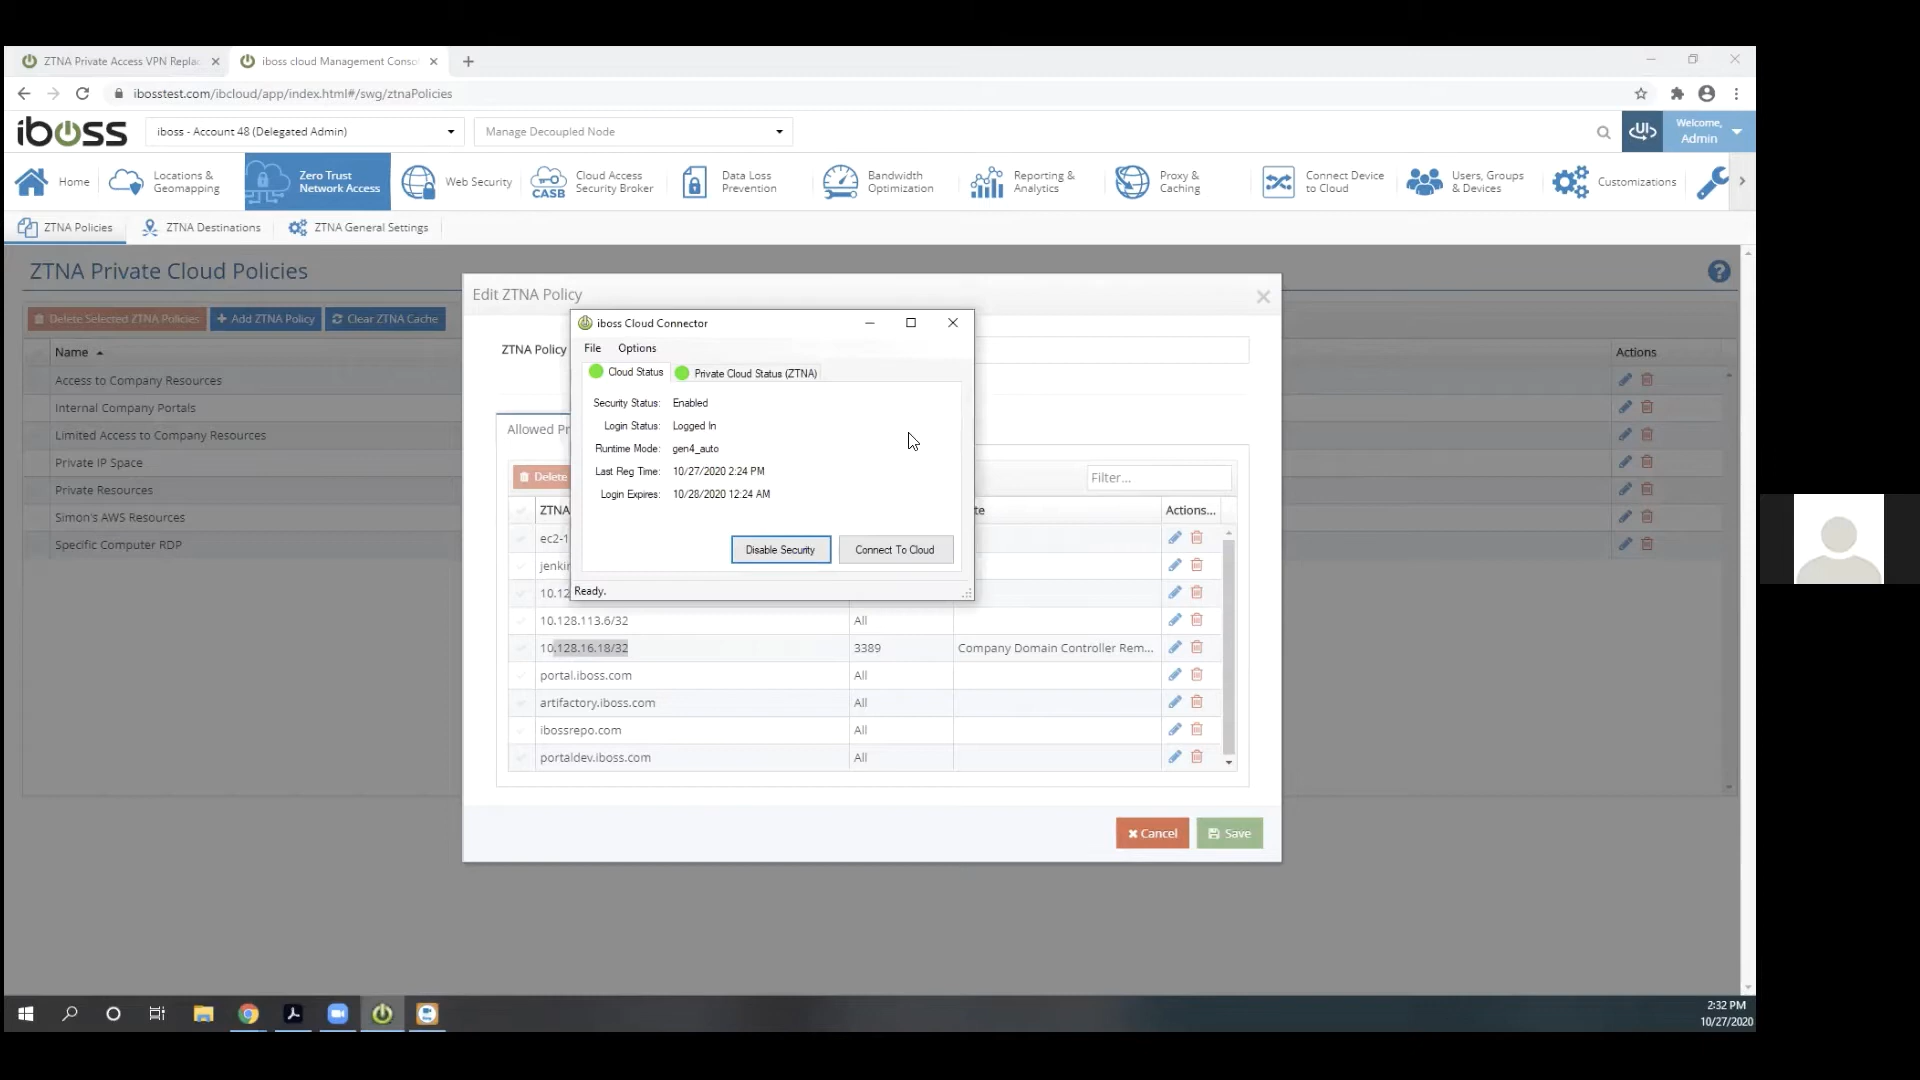 ZTNA Private Access VPN Repla
iboss cloud Management Conso
ibosstest.com/ibcloud/app/index.html#/swg/ztnaPolicies
iboss
iboss - Account 48 (Delegated Admin)
Manage Decoupled Node
Welcome,
Admin
Home
Locations &
Geomapping
Zero Trust
Network Access
Web Security
CASB
Cloud Access
Security Broker
Data Loss
Prevention
Bandwidth
Optimization
Reporting &
Analytics
Proxy &
Caching
Connect Device
to Cloud
Users, Groups
& Devices
Customizations
ZTNA Policies
ZTNA Destinations
ZTNA General Settings
ZTNA Private Cloud Policies
Delete Selected ZTNA Policies
+ Add ZTNA Policy
Clear ZTNA Cache
Name
Actions
Access to Company Resources
Internal Company Portals
Limited Access to Company Resources
Private IP Space
Private Resources
Simon's AWS Resources
Specific Computer RDP
Edit ZTNA Policy
ZTNA Policy
Allowed Pr
Delete
Filter...
ZTNA
te
Actions...
ec2-1
jenkin
10.12
10.128.113.6/32
All
10.128.16.18/32
3389
Company Domain Controller Rem...
portal.iboss.com
All
artifactory.iboss.com
All
ibossrepo.com
All
portaldev.iboss.com
All
Cancel
Save
iboss Cloud Connector
File
Options
Cloud Status
Private Cloud Status (ZTNA)
Security Status: Enabled
Login Status: Logged In
Runtime Mode: gen4_auto
Last Reg Time: 10/27/2020 2:24 PM
Login Expires: 10/28/2020 12:24 AM
Disable Security
Connect To Cloud
Ready.
2:32 PM
10/27/2020